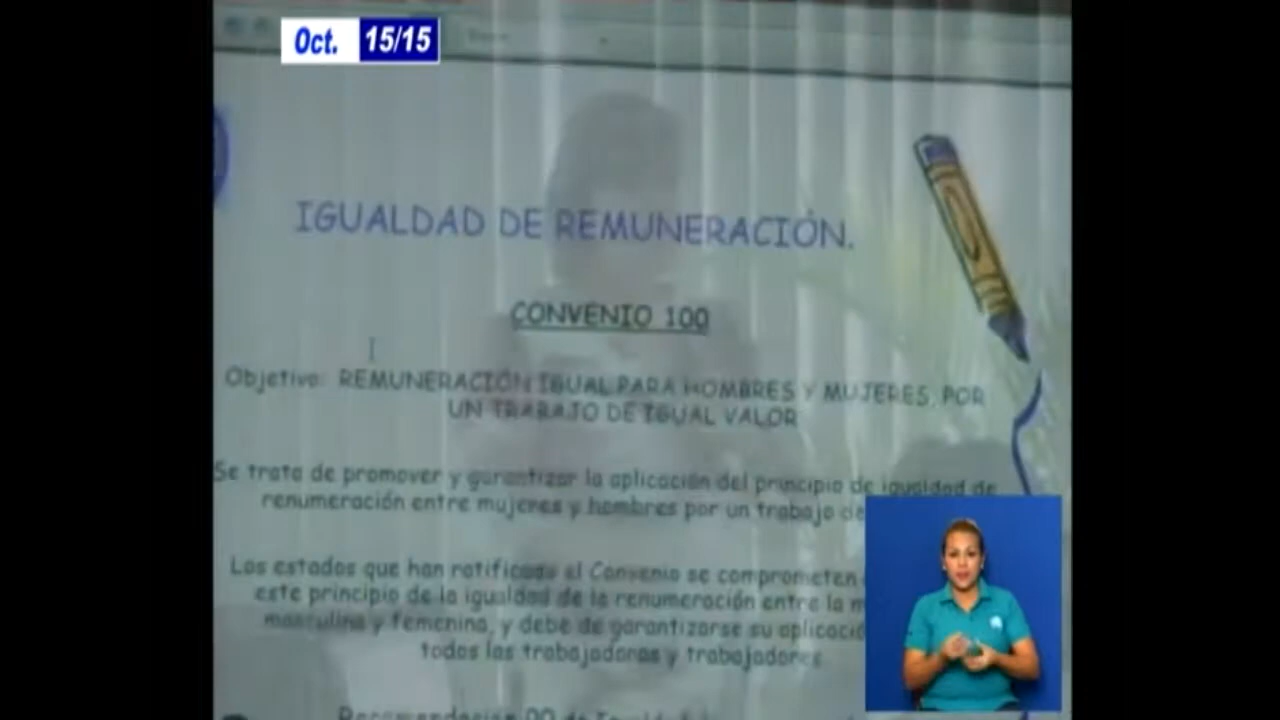 Oct. 15/15
IGUALDAD DE REMUNERACIÓN.
CONVENIO 100
Objetivo: REMUNERACIÓN IGUAL PARA HOMBRES Y MUJERES, POR
UN TRABAJO DE IGUAL VALOR
Se trata de promover y garantizar la aplicación del principio de igualdad de
renumeración entre mujeres y hombres por un trabajo de
Los estados que han ratificado el Convenio se comprometen
este principio de la igualdad de la renumeración entre la
masculina y femenina, y debe de garantizarse su
todas las trabajadoras y trabajadores